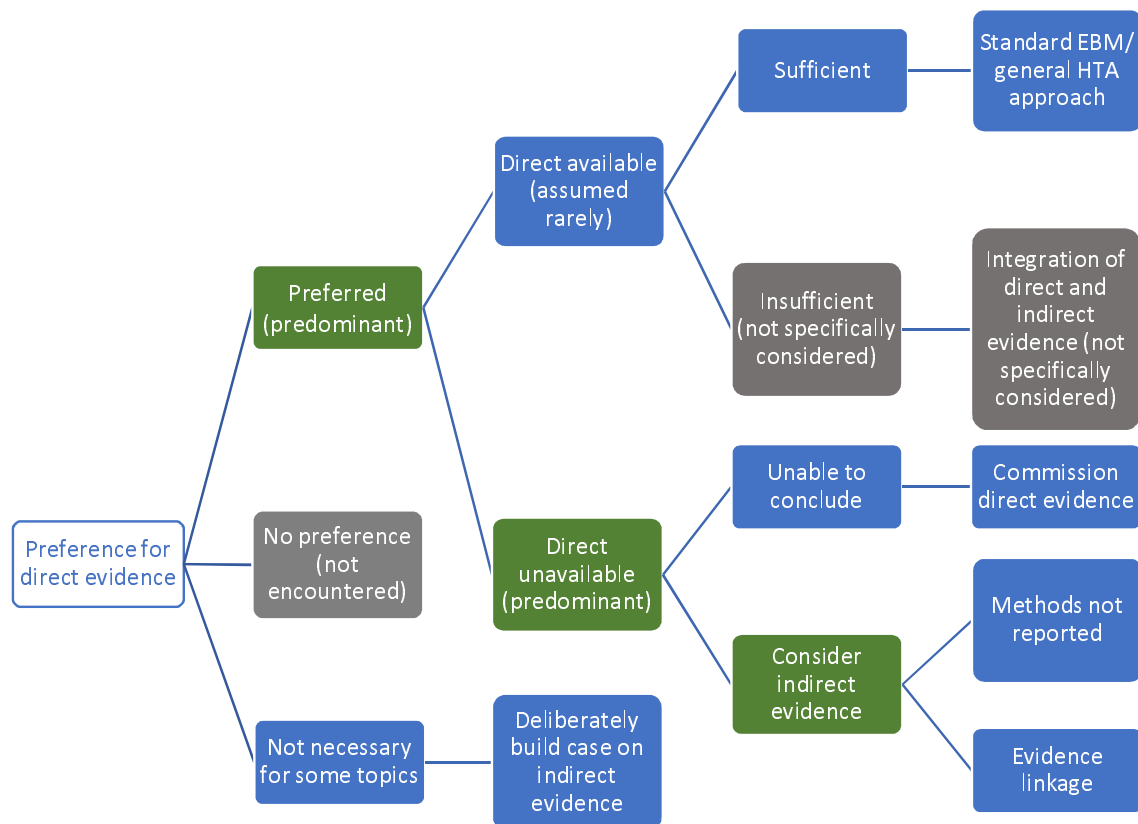 Preference for
direct evidence
Preferred
(predominant)
No preference
(not
encountered)
Not necessary
for some topics
Direct available
(assumed
rarely)
Direct
unavailable
(predominant)
Deliberately
build case on
indirect
evidence
Sufficient
Insufficient
(not specifically
considered)
Unable to
conclude
Consider
indirect
evidence
Standard EBM/
general HTA
approach
Integration of
direct and
indirect
evidence (not
specifically
considered)
Commission
direct evidence
Methods not
reported
Evidence
linkage